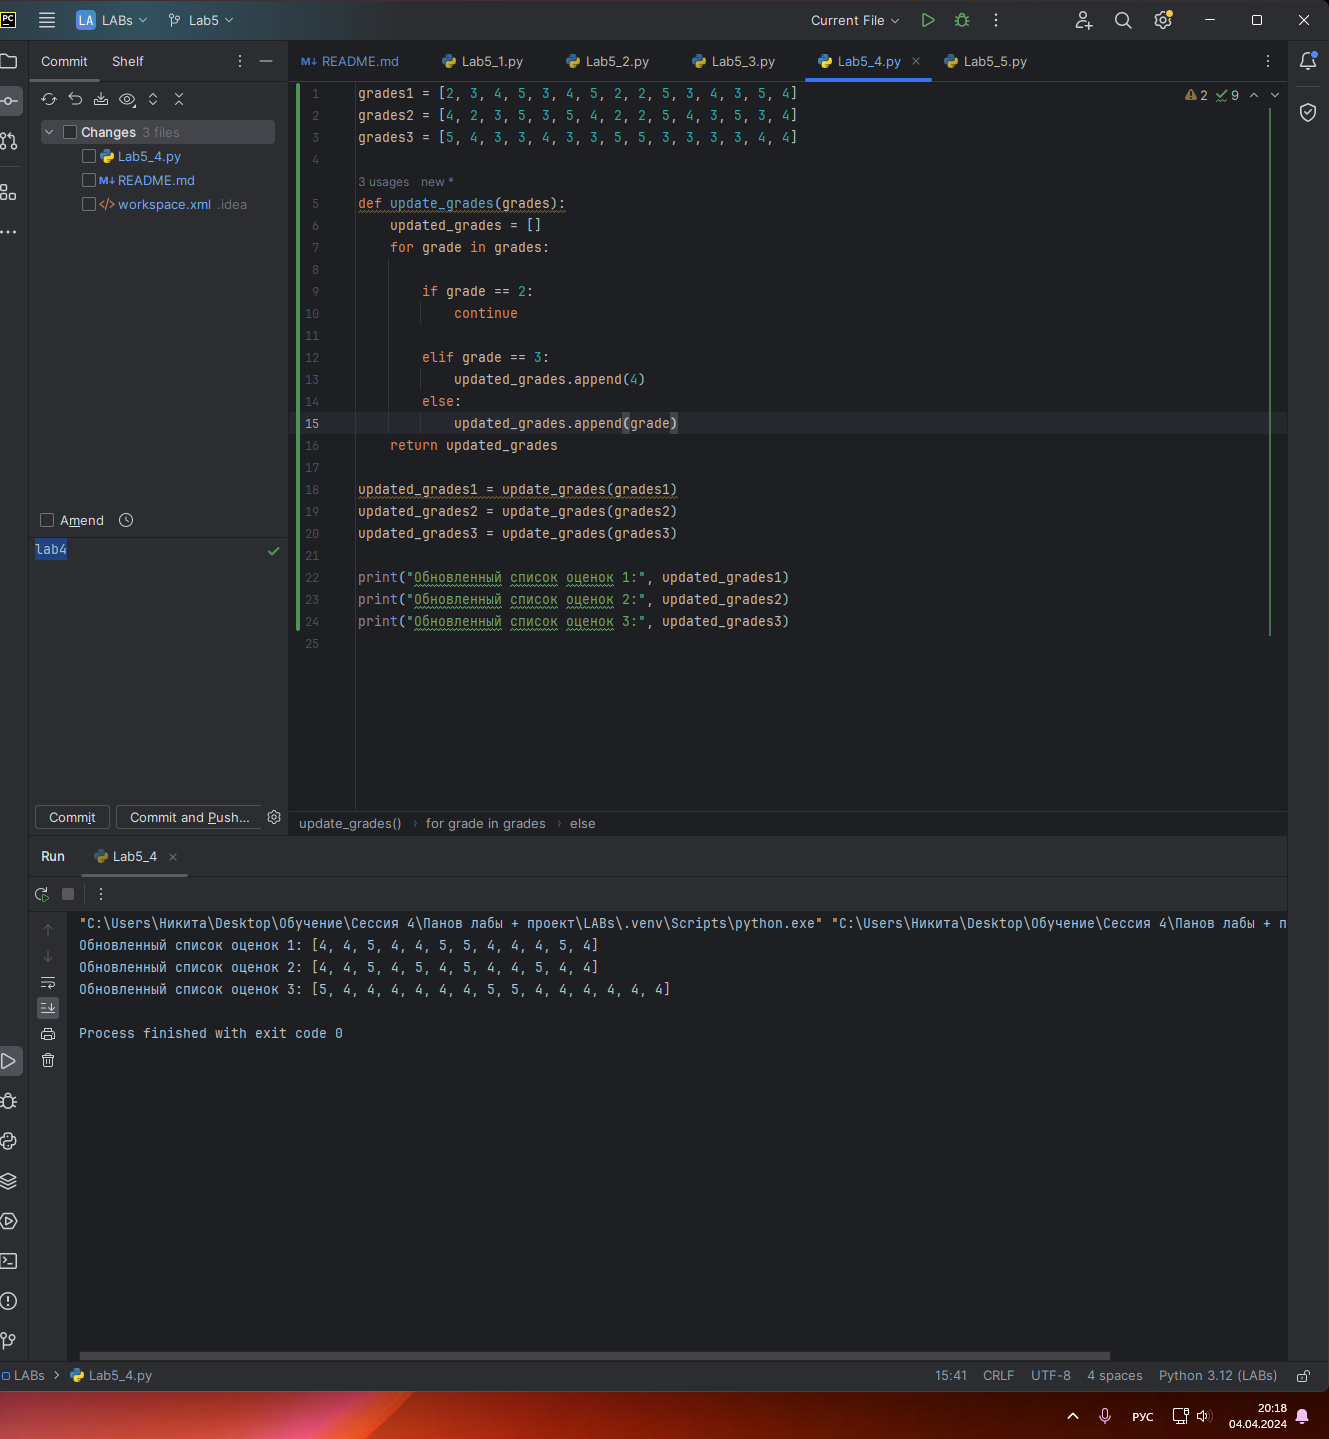 PC LA LABs Lab5 Current File
Commit Shelf
README.md Lab5_1.py Lab5_2.py Lab5_3.py Lab5_4.py Lab5_5.py
Changes 3 files
Lab5_4.py
README.md
workspace.xml .idea
Amend
lab4
Commit Commit and Push...
2 9
1 grades1 = [2, 3, 4, 5, 3, 4, 5, 2, 2, 5, 3, 4, 3, 5, 4]
2 grades2 = [4, 2, 3, 5, 3, 5, 4, 2, 2, 5, 4, 3, 5, 3, 4]
3 grades3 = [5, 4, 3, 3, 4, 3, 3, 5, 5, 3, 3, 3, 3, 4, 4]
4
3 usages new *
5 def update_grades(grades):
6 updated_grades = []
7 for grade in grades:
8
9 if grade == 2:
10 continue
11
12 elif grade == 3:
13 updated_grades.append(4)
14 else:
15 updated_grades.append(grade)
16 return updated_grades
17
18 updated_grades1 = update_grades(grades1)
19 updated_grades2 = update_grades(grades2)
20 updated_grades3 = update_grades(grades3)
21
22 print("Обновленный список оценок 1:", updated_grades1)
23 print("Обновленный список оценок 2:", updated_grades2)
24 print("Обновленный список оценок 3:", updated_grades3)
25
update_grades() for grade in grades else
Run Lab5_4
"C:\Users\Никита\Desktop\Обучение\Сессия 4\Панов лабы + проект\LABs\.venv\Scripts\python.exe" "C:\Users\Никита\Desktop\Обучение\Сессия 4\Панов лабы + п
Обновленный список оценок 1: [4, 4, 5, 4, 4, 5, 5, 4, 4, 4, 5, 4]
Обновленный список оценок 2: [4, 4, 5, 4, 5, 4, 5, 4, 4, 5, 4, 4]
Обновленный список оценок 3: [5, 4, 4, 4, 4, 4, 4, 5, 5, 4, 4, 4, 4, 4, 4]
Process finished with exit code 0
LABs Lab5_4.py 15:41 CRLF UTF-8 4 spaces Python 3.12 (LABs)
РУС
20:18
04.04.2024